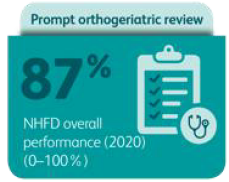 Prompt orthogeriatric review
87%
NHFD overall
performance (2020)
(0–100%)